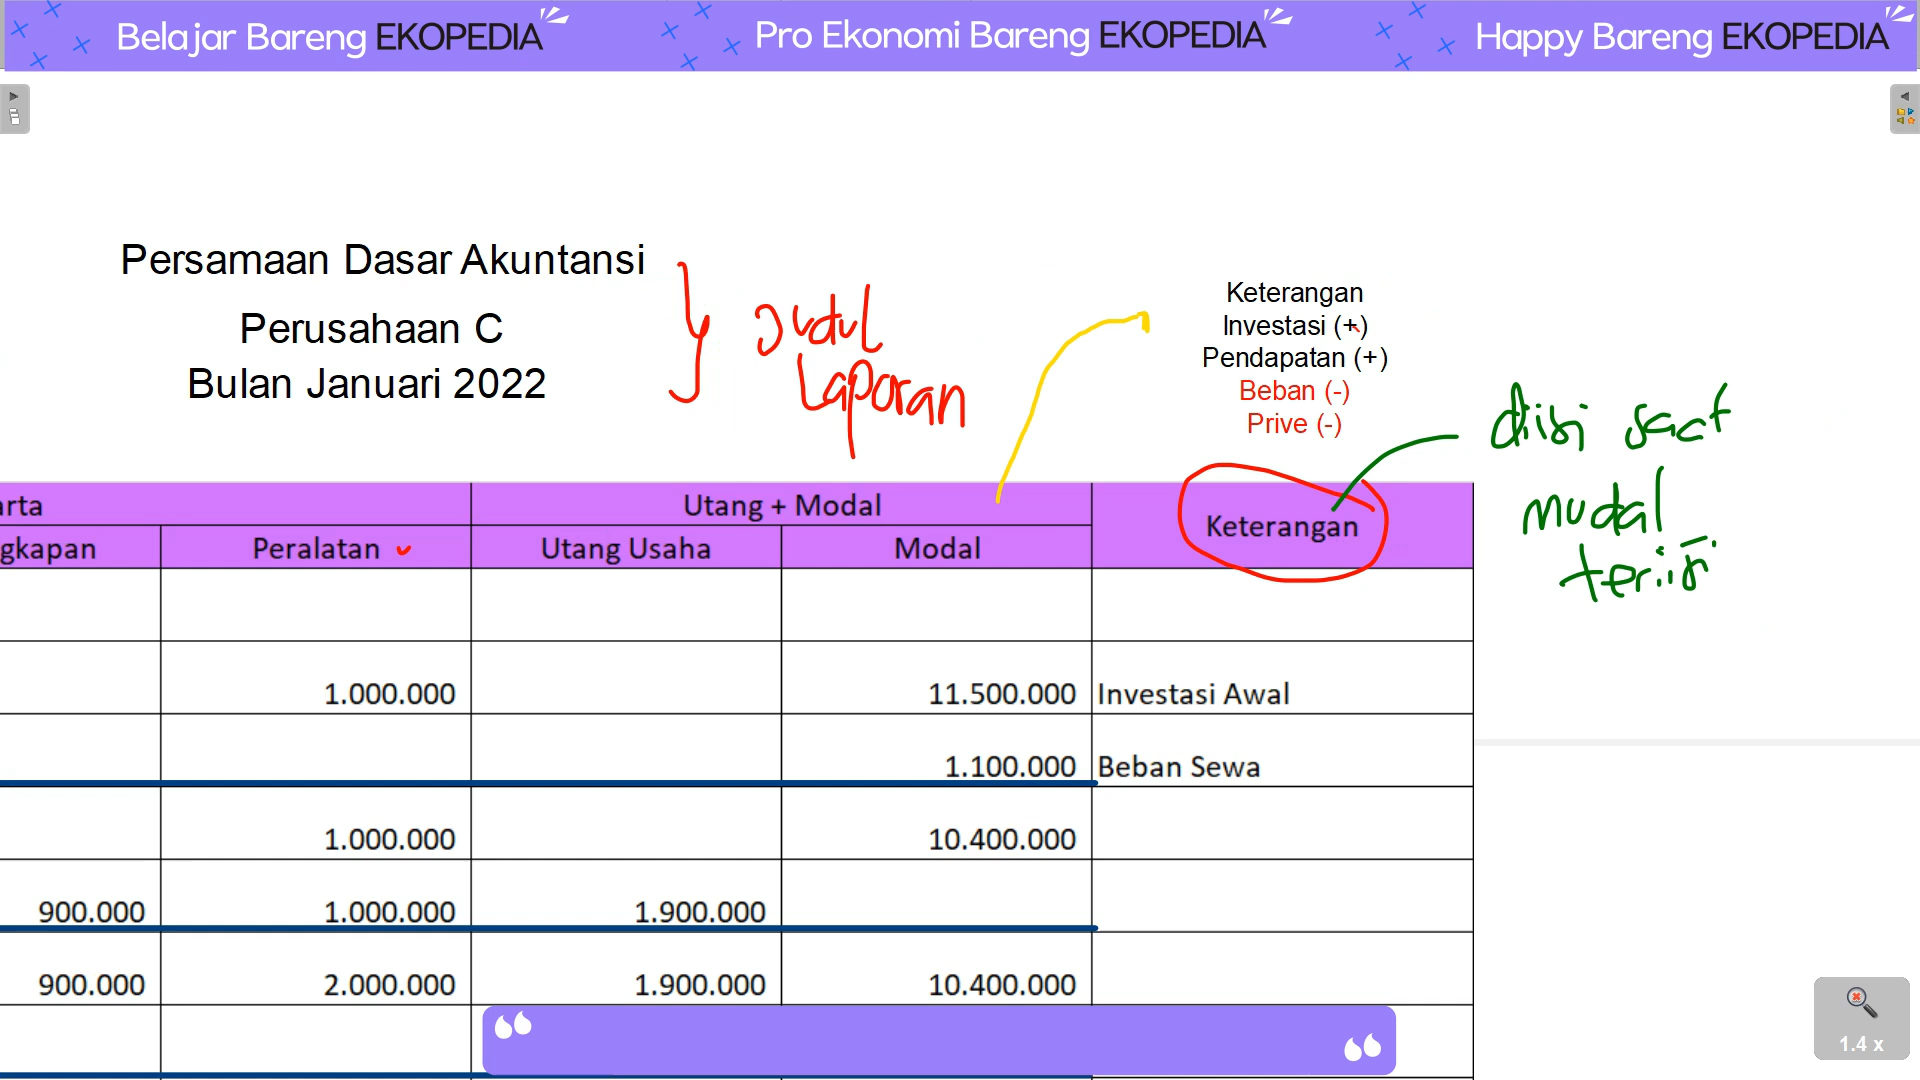 Belajar Bareng EKOPEDIA Pro Ekonomi Bareng EKOPEDIA Happy Bareng EKOPEDIA
Persamaan Dasar Akuntansi
Perusahaan C
Bulan Januari 2022
Judul
Laporan
Keterangan
Investasi (+)
Pendapatan (+)
Beban (-)
Prive (-)
diisi saat
modal
terisi
arta Utang + Modal Keterangan
ngkapan Peralatan Utang Usaha Modal
1.000.000 11.500.000 Investasi Awal
1.100.000 Beban Sewa
1.000.000 10.400.000
900.000 1.000.000 1.900.000
900.000 2.000.000 1.900.000 10.400.000
1.4 x